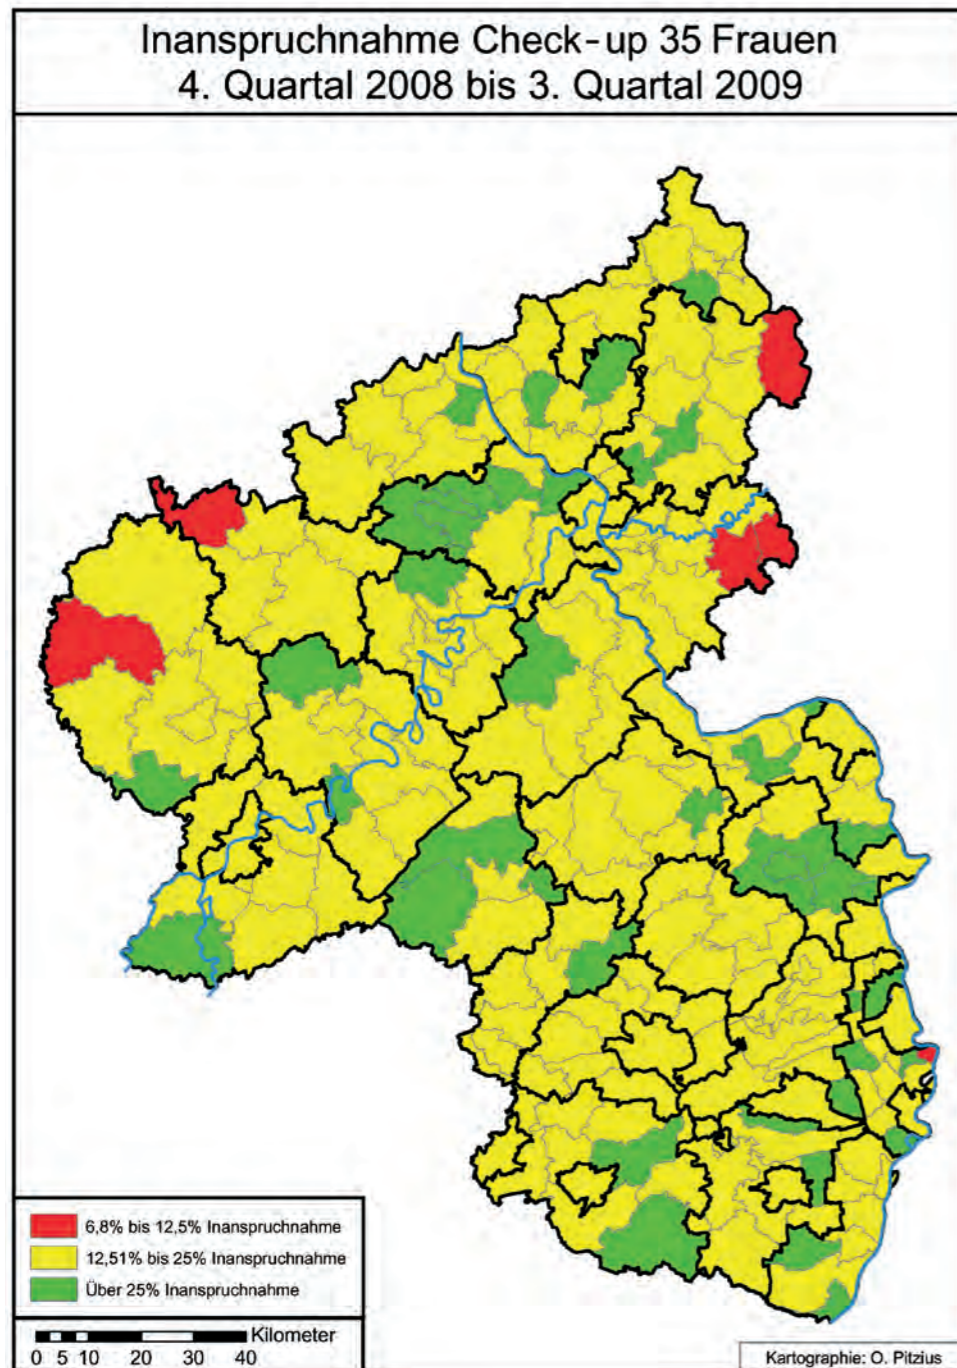 Inanspruchnahme Check-up 35 Frauen
4. Quartal 2008 bis 3. Quartal 2009
6,8% bis 12,5% Inanspruchnahme
12,51% bis 25% Inanspruchnahme
Über 25% Inanspruchnahme
Kilometer
0 5 10 20 30 40
Kartographie: O. Pitzius